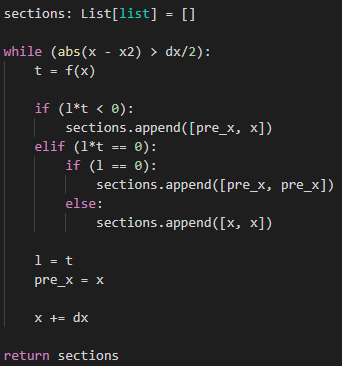 sections: List[list] = []
while (abs(x - x2) > dx/2):
    t = f(x)
    if (l*t < 0):
        sections.append([pre_x, x])
    elif (l*t == 0):
        if (l == 0):
            sections.append([pre_x, pre_x])
        else:
            sections.append([x, x])
    l = t
    pre_x = x
    x += dx
return sections